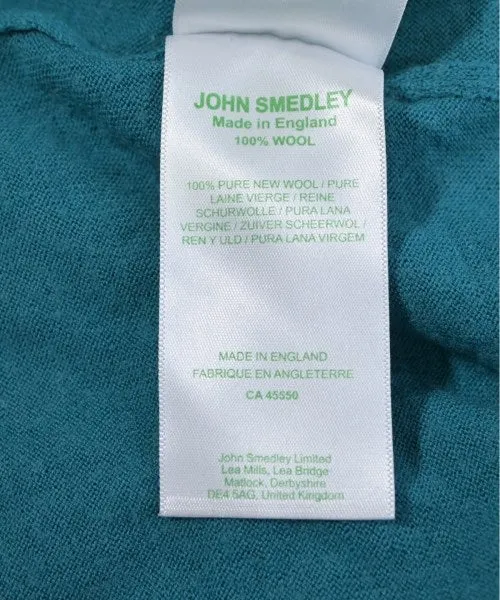 JOHN SMEDLEY
Made in England
100% WOOL
100% PURE NEW WOOL / PURE
LAINE VIERGE / REINE
SCHURWOLLE / PURA LANA
VERGINE / ZUIVER SCHEERWOL /
REN Y ULD / PURA LANA VIRGEM
MADE IN ENGLAND
FABRIQUE EN ANGLETERRE
CA 45550
John Smedley Limited
Lea Mills, Lea Bridge
Matlock, Derbyshire
DE4 5AG, United Kingdom